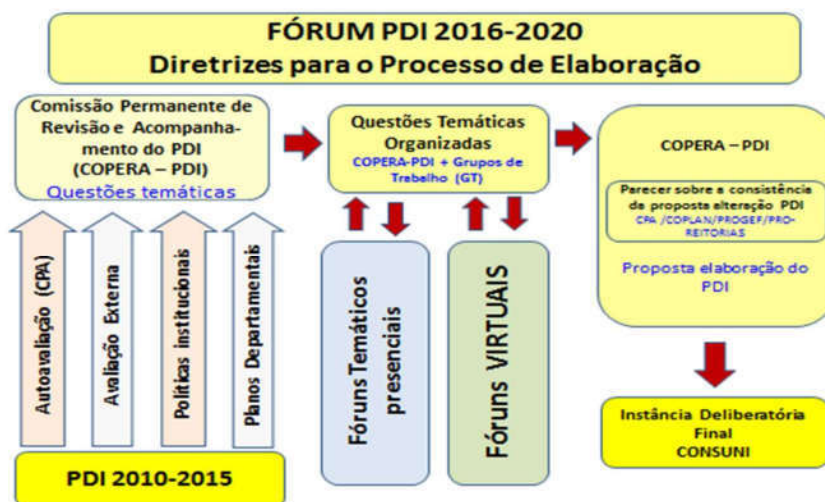 FÓRUM PDI 2016-2020
Diretrizes para o Processo de Elaboração
Comissão Permanente de
Revisão e Acompanha-
mento do PDI
(COPERA – PDI)
Questões temáticas
Questões Temáticas
Organizadas
COPERA-PDI + Grupos de
Trabalho (GT)
COPERA – PDI
Parecer sobre a consistência
da proposta alteração PDI
CPA /COPLAN/PROGEF/PRO-
REITORIAS
Proposta elaboração do
PDI
Autoavaliação (CPA)
Avaliação Externa
Políticas institucionais
Planos Departamentais
Fóruns Temáticos
presenciais
Fóruns VIRTUAIS
Instância Deliberatória
Final
CONSUNI
PDI 2010-2015